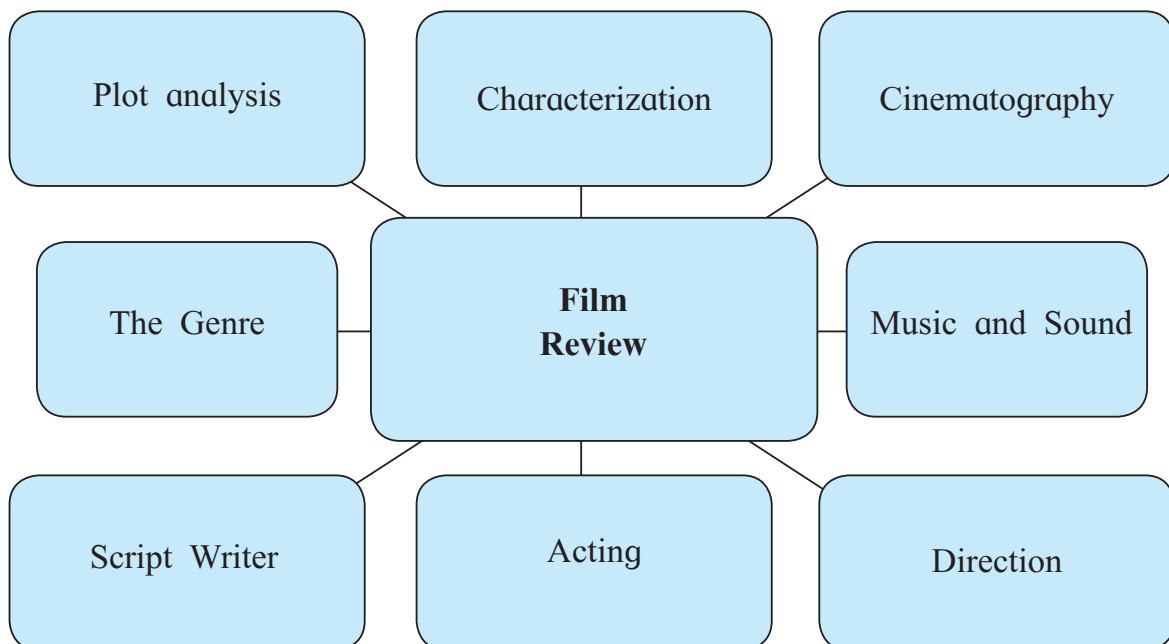 Plot analysis
Characterization
Cinematography
The Genre
Film
Review
Music and Sound
Script Writer
Acting
Direction